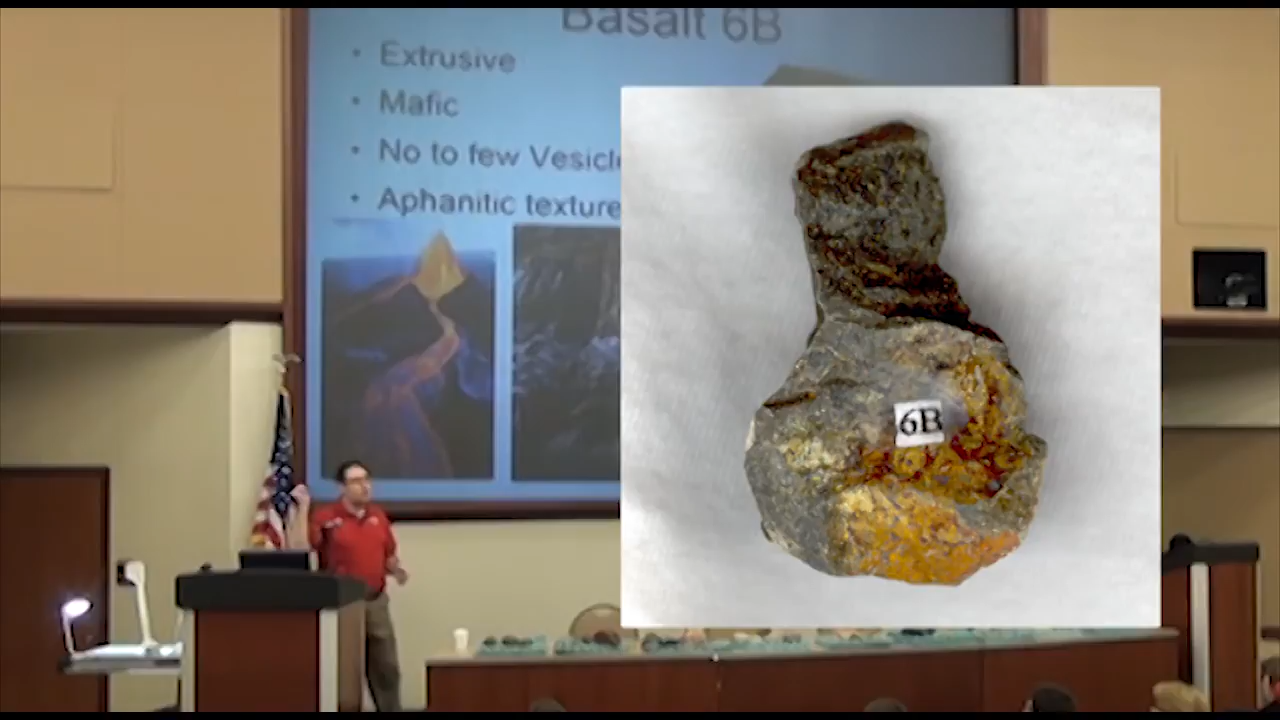 Basalt 6B
• Extrusive
• Mafic
• No to few Vesicl
• Aphanitic texture
6B